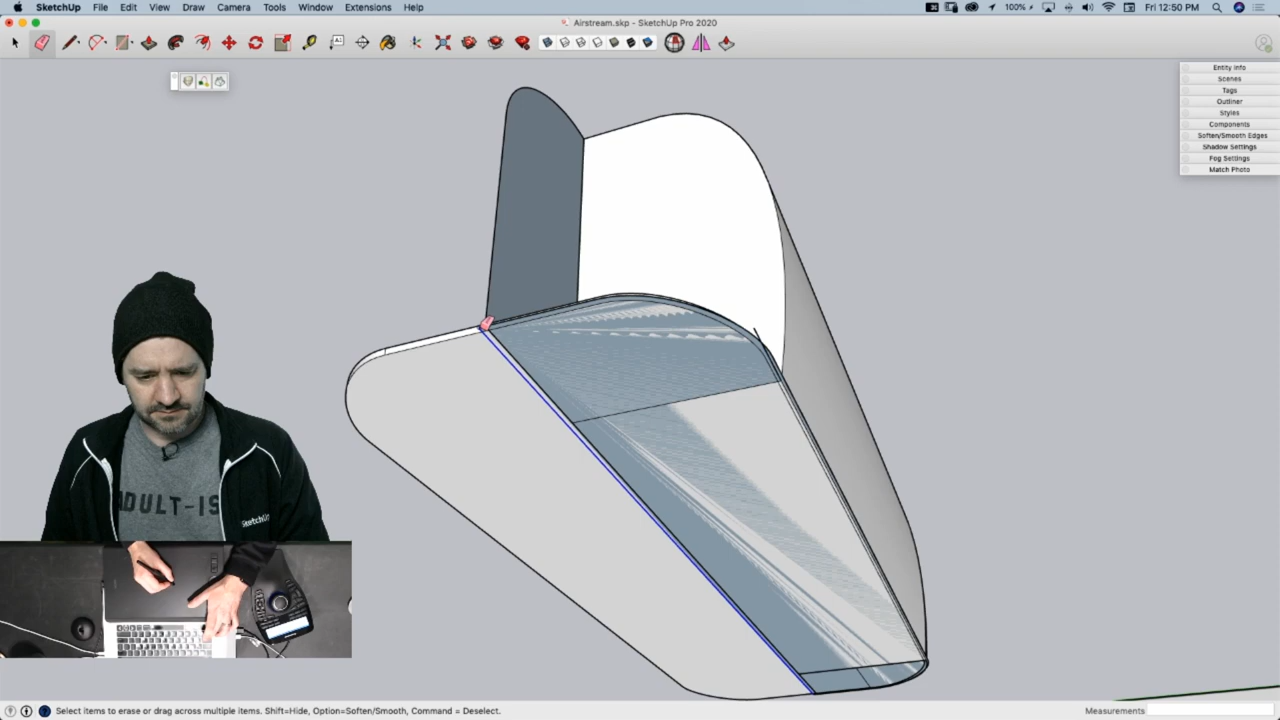 SketchUp File Edit View Draw Camera Tools Window Extensions Help
100% Fri 12:50 PM
Airstream.skp - SketchUp Pro 2020
Entity Info
Scenes
Tags
Outliner
Styles
Components
Soften/Smooth Edges
Shadow Settings
Fog Settings
Match Photo
DULT-IS
SketchU
Select items to erase or drag across multiple items. Shift=Hide, Option=Soften/Smooth, Command = Deselect.
Measurements